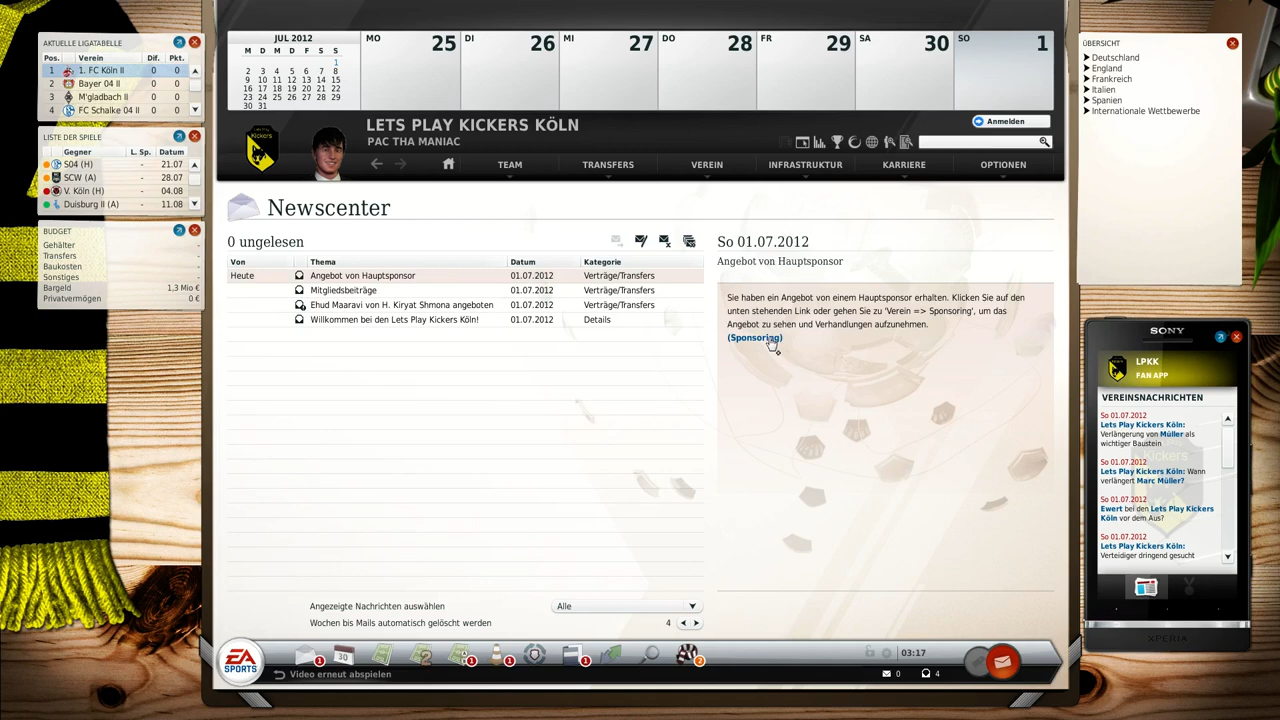 AKTUELLE LIGATABELLE
Pos. Verein Dif. Pkt.
1 1. FC Köln II 0 0
2 Bayer 04 II 0 0
3 M'gladbach II 0 0
4 FC Schalke 04 II 0 0
LISTE DER SPIELE
Gegner L. Sp. Datum
S04 (H) - 21.07
SCW (A) - 28.07
V. Köln (H) - 04.08
Duisburg II (A) - 11.08
BUDGET
Gehälter -
Transfers -
Baukosten -
Sonstiges -
Bargeld 1,3 Mio €
Privatvermögen 0 €
JUL 2012
M D M D F S S
1
2 3 4 5 6 7 8
9 10 11 12 13 14 15
16 17 18 19 20 21 22
23 24 25 26 27 28 29
30 31
MO 25 DI 26 MI 27 DO 28 FR 29 SA 30 SO 1
LETS PLAY KICKERS KÖLN
PAC THA MANIAC
Anmelden
Kickers
TEAM TRANSFERS VEREIN INFRASTRUKTUR KARRIERE OPTIONEN
Newscenter
0 ungelesen
Von Thema Datum Kategorie
Heute Angebot von Hauptsponsor 01.07.2012 Verträge/Transfers
Mitgliedsbeiträge 01.07.2012 Verträge/Transfers
Ehud Maaravi von H. Kiryat Shmona angeboten 01.07.2012 Verträge/Transfers
Willkommen bei den Lets Play Kickers Köln! 01.07.2012 Details
Angezeigte Nachrichten auswählen Alle
Wochen bis Mails automatisch gelöscht werden 4
So 01.07.2012
Angebot von Hauptsponsor
Sie haben ein Angebot von einem Hauptsponsor erhalten. Klicken Sie auf den
unten stehenden Link oder gehen Sie zu 'Verein => Sponsoring', um das
Angebot zu sehen und Verhandlungen aufzunehmen.
(Sponsoring)
ÜBERSICHT
Deutschland
England
Frankreich
Italien
Spanien
Internationale Wettbewerbe
SONY
LPKK
FAN APP
VEREINSNACHRICHTEN
So 01.07.2012
Lets Play Kickers Köln:
Verlängerung von Müller als
wichtiger Baustein
So 01.07.2012
Lets Play Kickers Köln: Wann
verlängert Marc Müller?
So 01.07.2012
Ewert bei den Lets Play Kickers
Köln vor dem Aus?
So 01.07.2012
Lets Play Kickers Köln:
Verteidiger dringend gesucht
XPERIA
EA
SPORTS
1 30 2 1 1 1 2
03:17
Video erneut abspielen
0 4